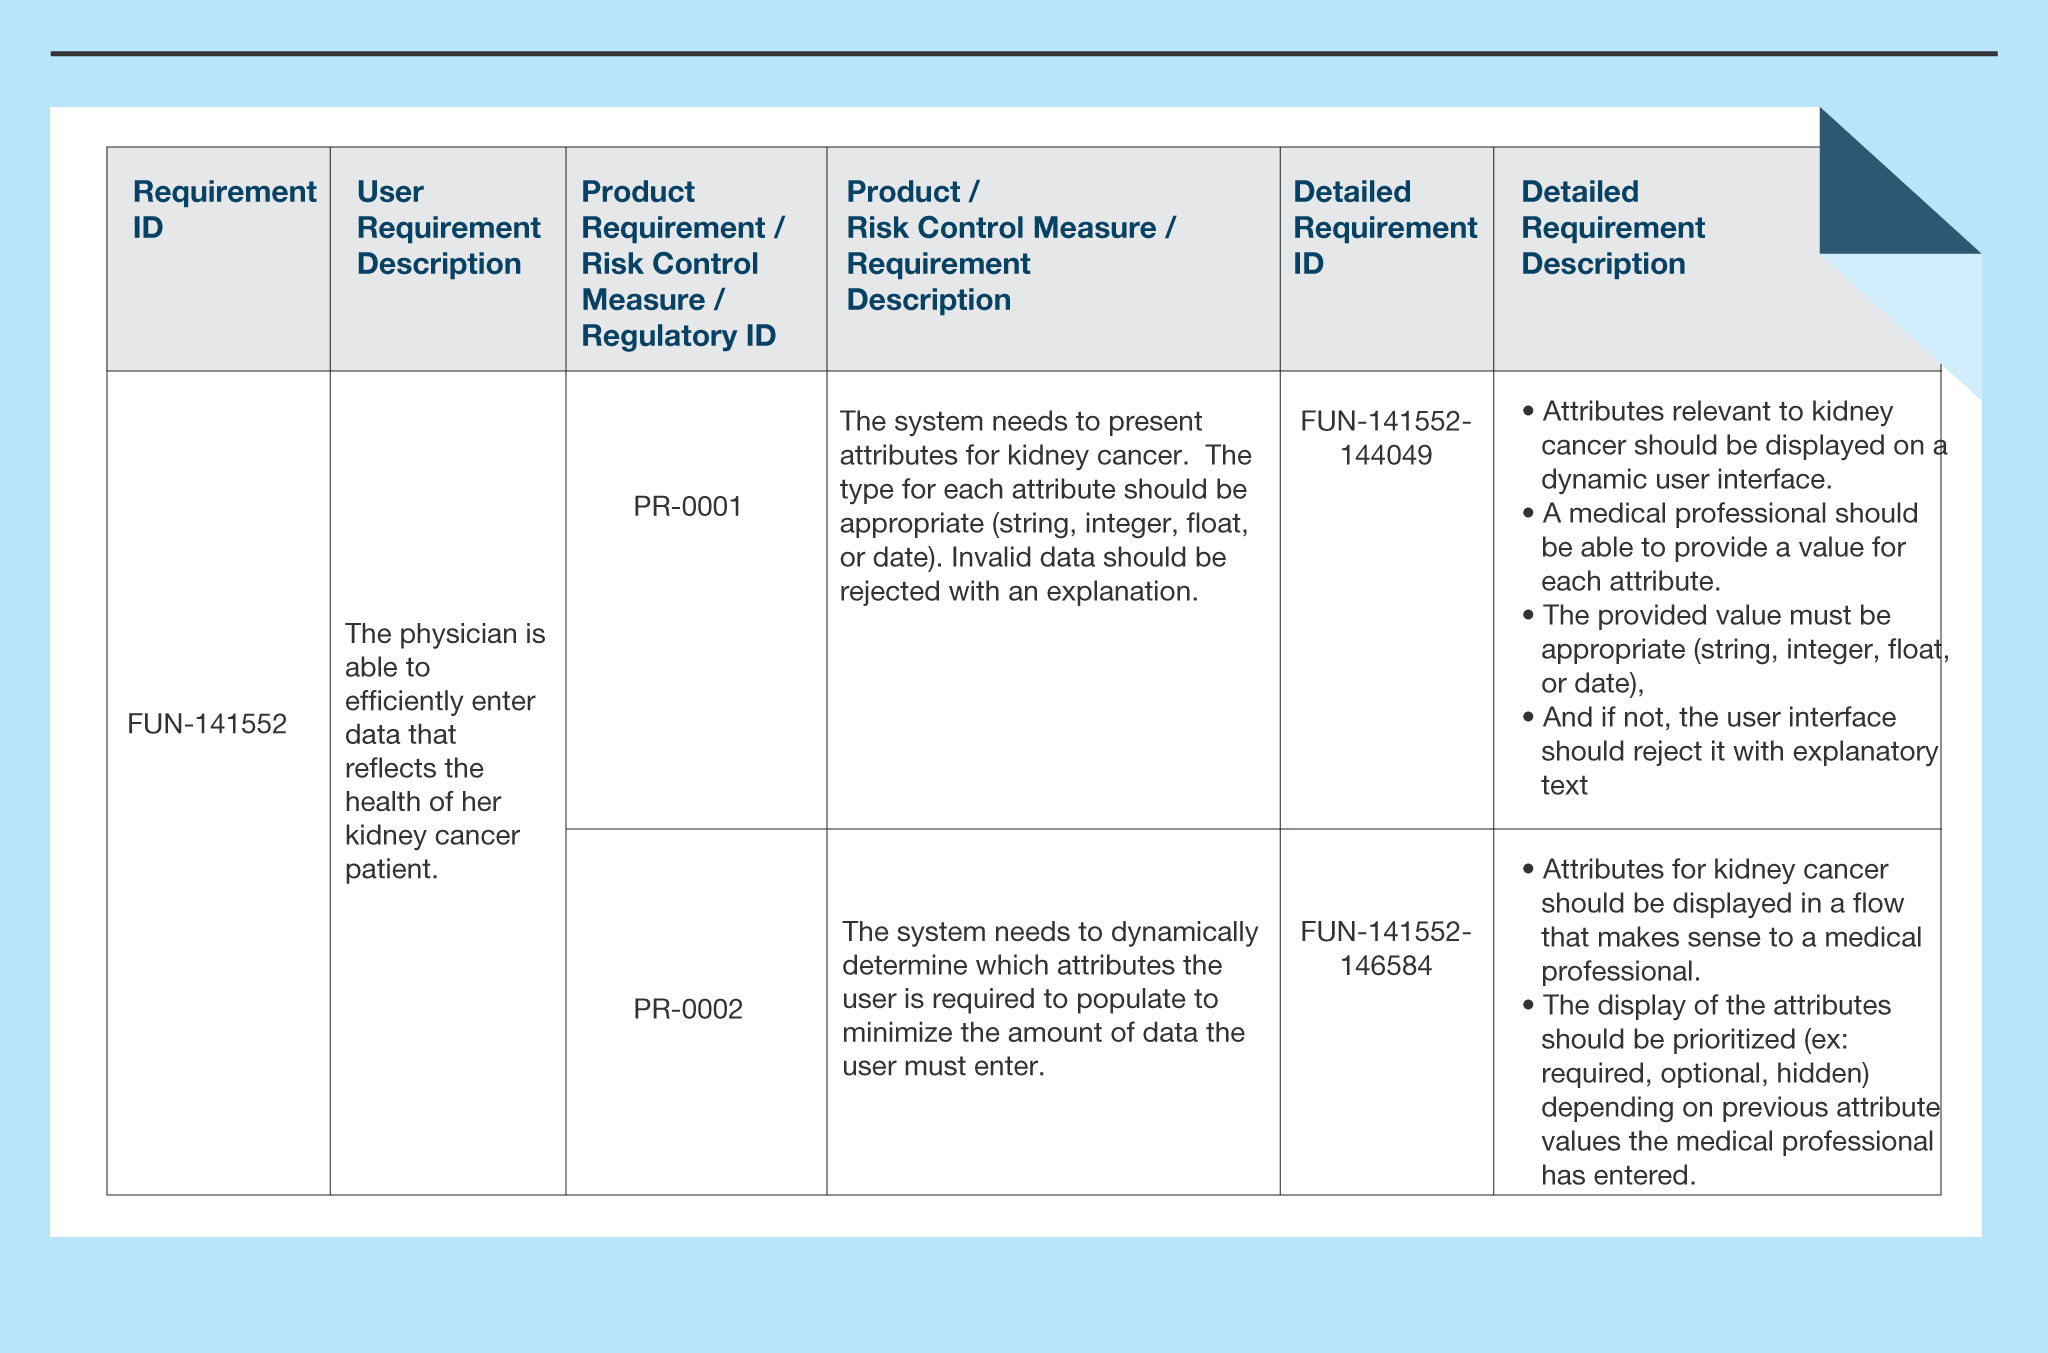 Requirement
ID
User
Requirement
Description
Product
Requirement /
Risk Control
Measure /
Regulatory ID
Product /
Risk Control Measure /
Requirement
Description
Detailed
Requirement
ID
Detailed
Requirement
Description
FUN-141552
The physician is
able to
efficiently enter
data that
reflects the
health of her
kidney cancer
patient.
PR-0001
The system needs to present
attributes for kidney cancer.  The
type for each attribute should be
appropriate (string, integer, float,
or date). Invalid data should be
rejected with an explanation.
FUN-141552-
144049
• Attributes relevant to kidney
cancer should be displayed on a
dynamic user interface.
• A medical professional should
be able to provide a value for
each attribute.
• The provided value must be
appropriate (string, integer, float,
or date),
• And if not, the user interface
should reject it with explanatory
text
PR-0002
The system needs to dynamically
determine which attributes the
user is required to populate to
minimize the amount of data the
user must enter.
FUN-141552-
146584
• Attributes for kidney cancer
should be displayed in a flow
that makes sense to a medical
professional.
• The display of the attributes
should be prioritized (ex:
required, optional, hidden)
depending on previous attribute
values the medical professional
has entered.